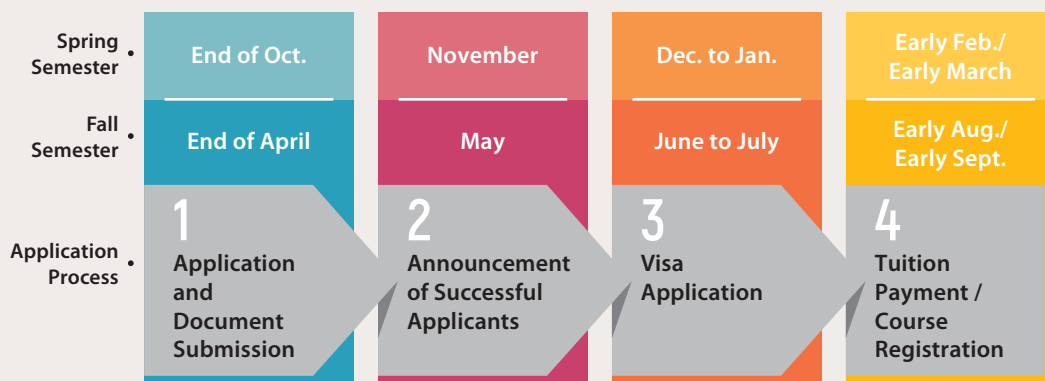 Spring
Semester •
End of Oct.
November
Dec. to Jan.
Early Feb./
Early March
Fall
Semester •
End of April
May
June to July
Early Aug./
Early Sept.
Application
Process •
1
Application
and
Document
Submission
2
Announcement
of Successful
Applicants
3
Visa
Application
4
Tuition
Payment /
Course
Registration